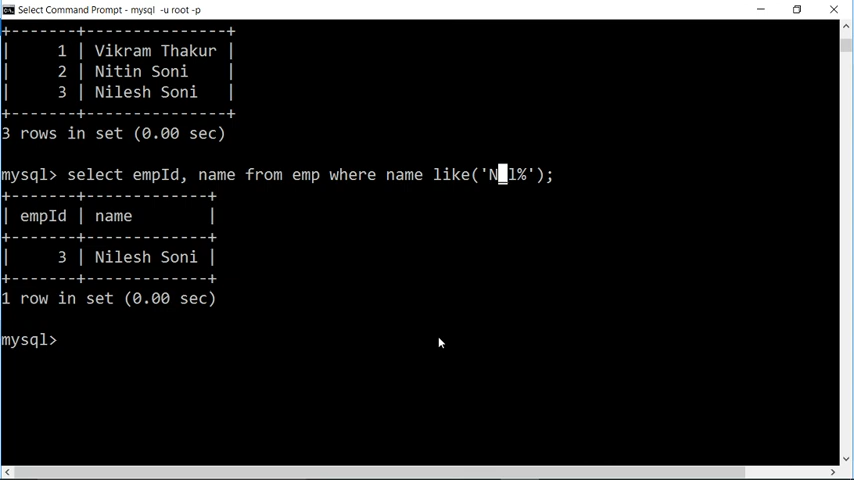 Select Command Prompt - mysql -u root -p
+-------+---------------+
|     1 | Vikram Thakur |
|     2 | Nitin Soni    |
|     3 | Nilesh Soni   |
+-------+---------------+
3 rows in set (0.00 sec)
mysql> select empId, name from emp where name like('N_l%');
+-------+-------------+
| empId | name        |
+-------+-------------+
|     3 | Nilesh Soni |
+-------+-------------+
1 row in set (0.00 sec)
mysql>